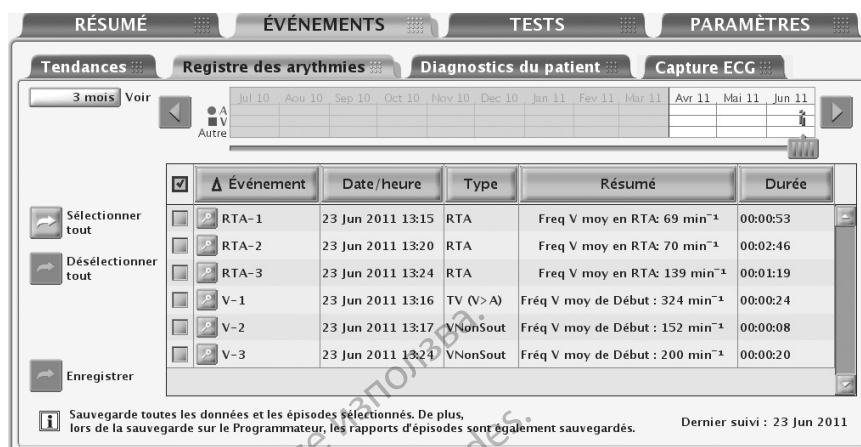 RÉSUMÉ ÉVÉNEMENTS TESTS PARAMÈTRES
Tendances Registre des arythmies Diagnostics du patient Capture ECG
3 mois Voir
Jul 10 Aou 10 Sep 10 Oct 10 Nov 10 Dec 10 Jan 11 Fev 11 Mar 11 Avr 11 Mai 11 Jun 11
A
V
Autre
Δ Événement Date/heure Type Résumé Durée
Sélectionner tout
Désélectionner tout
Enregistrer
RTA-1 23 Jun 2011 13:15 RTA Freq V moy en RTA: 69 min⁻¹ 00:00:53
RTA-2 23 Jun 2011 13:20 RTA Freq V moy en RTA: 70 min⁻¹ 00:02:46
RTA-3 23 Jun 2011 13:24 RTA Freq V moy en RTA: 139 min⁻¹ 00:01:19
V-1 23 Jun 2011 13:16 TV (V>A) Fréq V moy de Début : 324 min⁻¹ 00:00:24
V-2 23 Jun 2011 13:17 VNonSout Fréq V moy de Début : 152 min⁻¹ 00:00:08
V-3 23 Jun 2011 13:24 VNonSout Fréq V moy de Début : 200 min⁻¹ 00:00:20
Sauvegarde toutes les données et les épisodes sélectionnés. De plus,
lors de la sauvegarde sur le Programmateur, les rapports d'épisodes sont également sauvegardés.
Dernier suivi : 23 Jun 2011